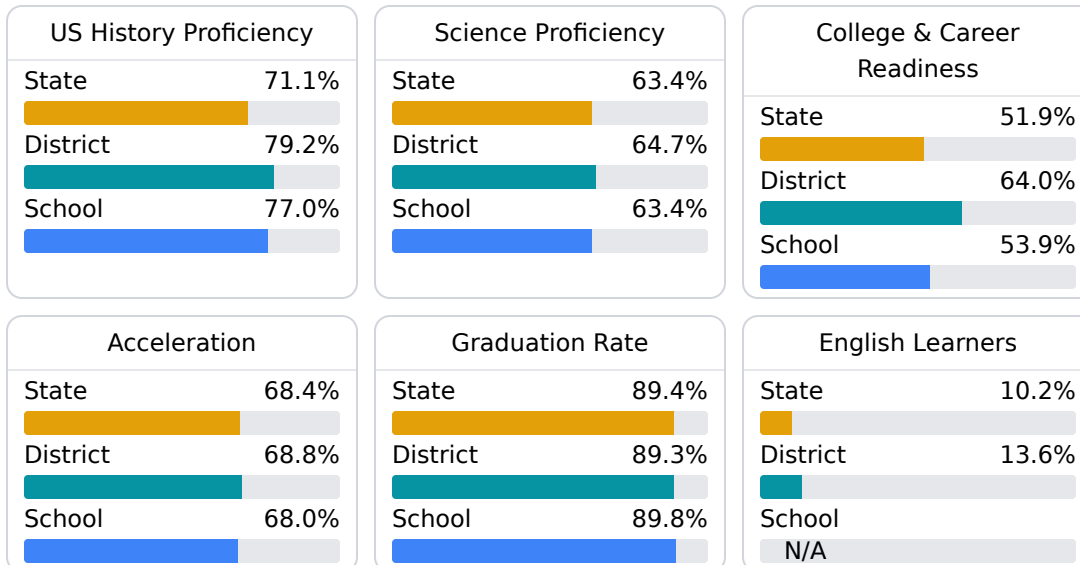 US History Proficiency
State 71.1%
District 79.2%
School 77.0%
Science Proficiency
State 63.4%
District 64.7%
School 63.4%
College & Career
Readiness
State 51.9%
District 64.0%
School 53.9%
Acceleration
State 68.4%
District 68.8%
School 68.0%
Graduation Rate
State 89.4%
District 89.3%
School 89.8%
English Learners
State 10.2%
District 13.6%
School
N/A